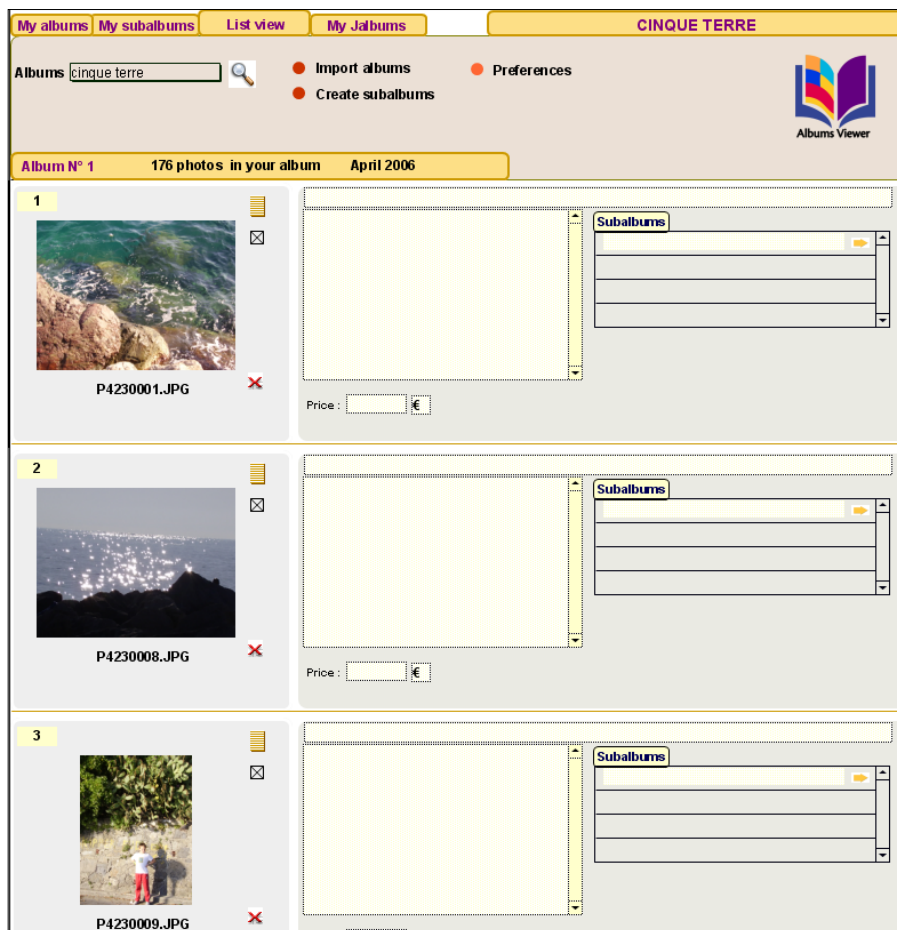 My albums My subalbums List view My Jalbums CINQUE TERRE
Albums cinque terre Import albums Preferences
Create subalbums
Albums Viewer
Album N° 1 176 photos in your album April 2006
1
Subalbums
P4230001.JPG
Price : €
2
Subalbums
P4230008.JPG
Price : €
3
Subalbums
P4230009.JPG